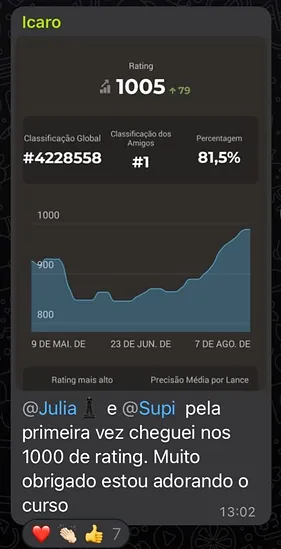 Icaro
Rating
1005 ↑ 79
Classificação Global
#4228558
Classificação dos
Amigos
#1
Percentagem
81,5%
1000
900
800
9 DE MAI. DE
23 DE JUN. DE
7 DE AGO. DE
Rating mais alto
Precisão Média por Lance
@Julia♟️ e @Supi pela
primeira vez cheguei nos
1000 de rating. Muito
obrigado estou adorando o
curso
13:02
❤️ 👏🏻 👍 7